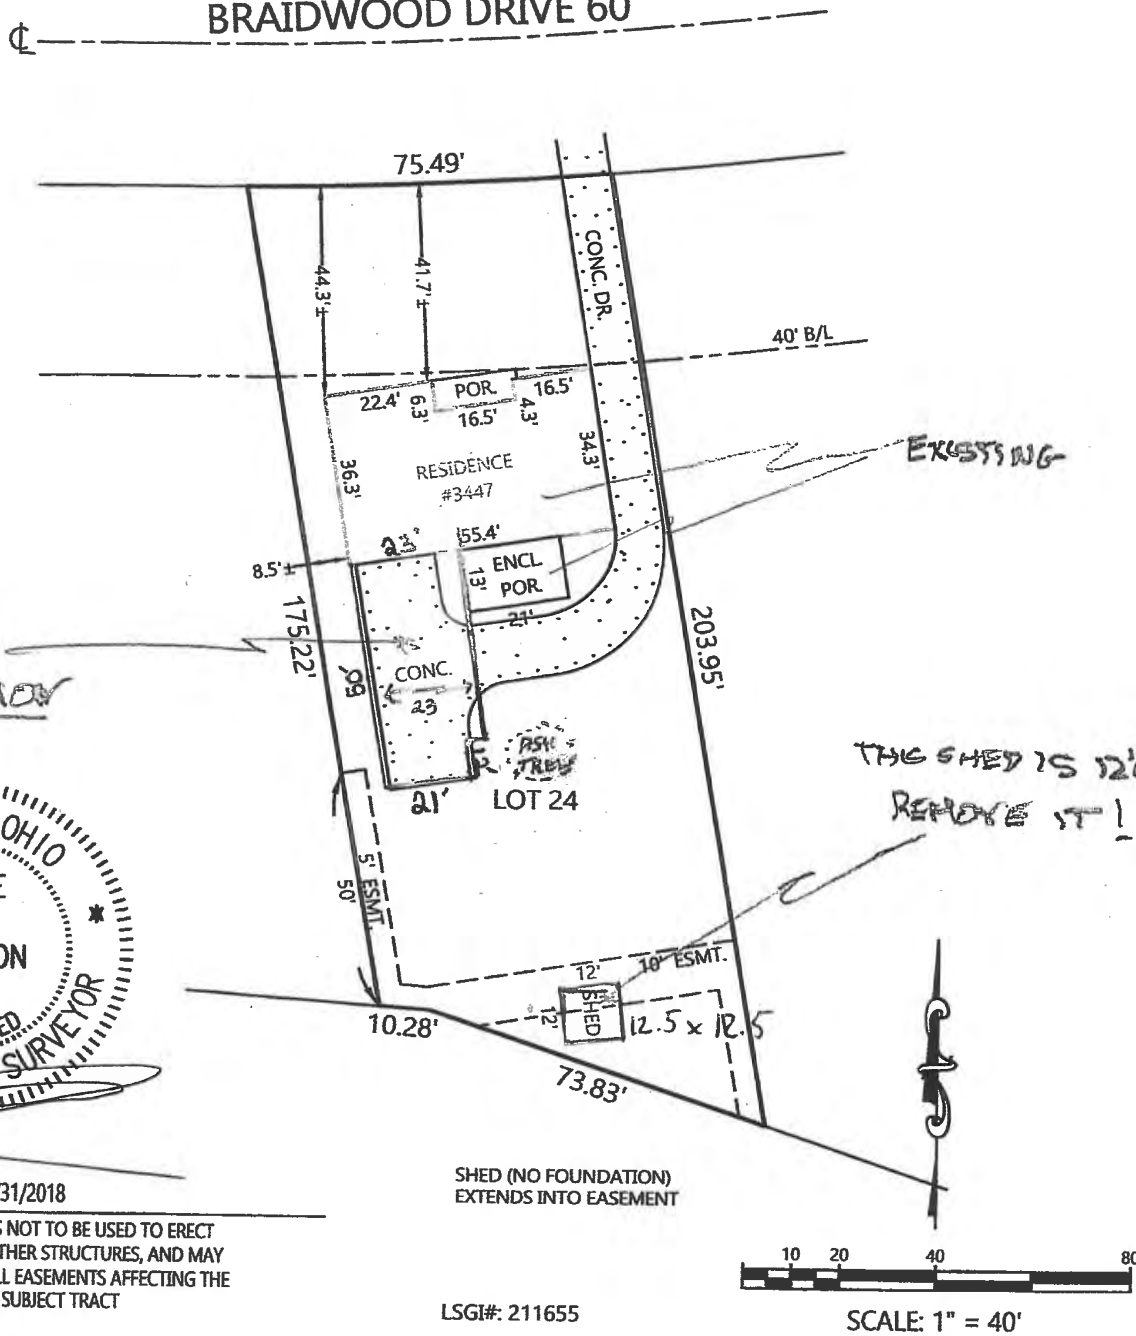 BRAIDWOOD DRIVE 60
75.49'
44.3'±
41.7'±
CONC. DR.
40' B/L
22.4'
6.3'
POR.
16.5'
4.3'
16.5'
36.3'
RESIDENCE
#3447
34.3'
EXISTING
23'
55.4'
8.5'±
13'
ENCL.
POR.
21'
175.22'
203.95'
CONC.
23
ASH
TREE
21'
LOT 24
THIS SHED IS 12'
REMOVE IT!
5' ESMT.
50'
10' ESMT.
12'
12'
SHED
12.5 x 12.5
10.28'
73.83'
OHIO
ON
ED
SURVEYOR
SHED (NO FOUNDATION)
EXTENDS INTO EASEMENT
31/2018
S NOT TO BE USED TO ERECT
THER STRUCTURES, AND MAY
LL EASEMENTS AFFECTING THE
SUBJECT TRACT
LSGI#: 211655
10 20 40 80
SCALE: 1" = 40'